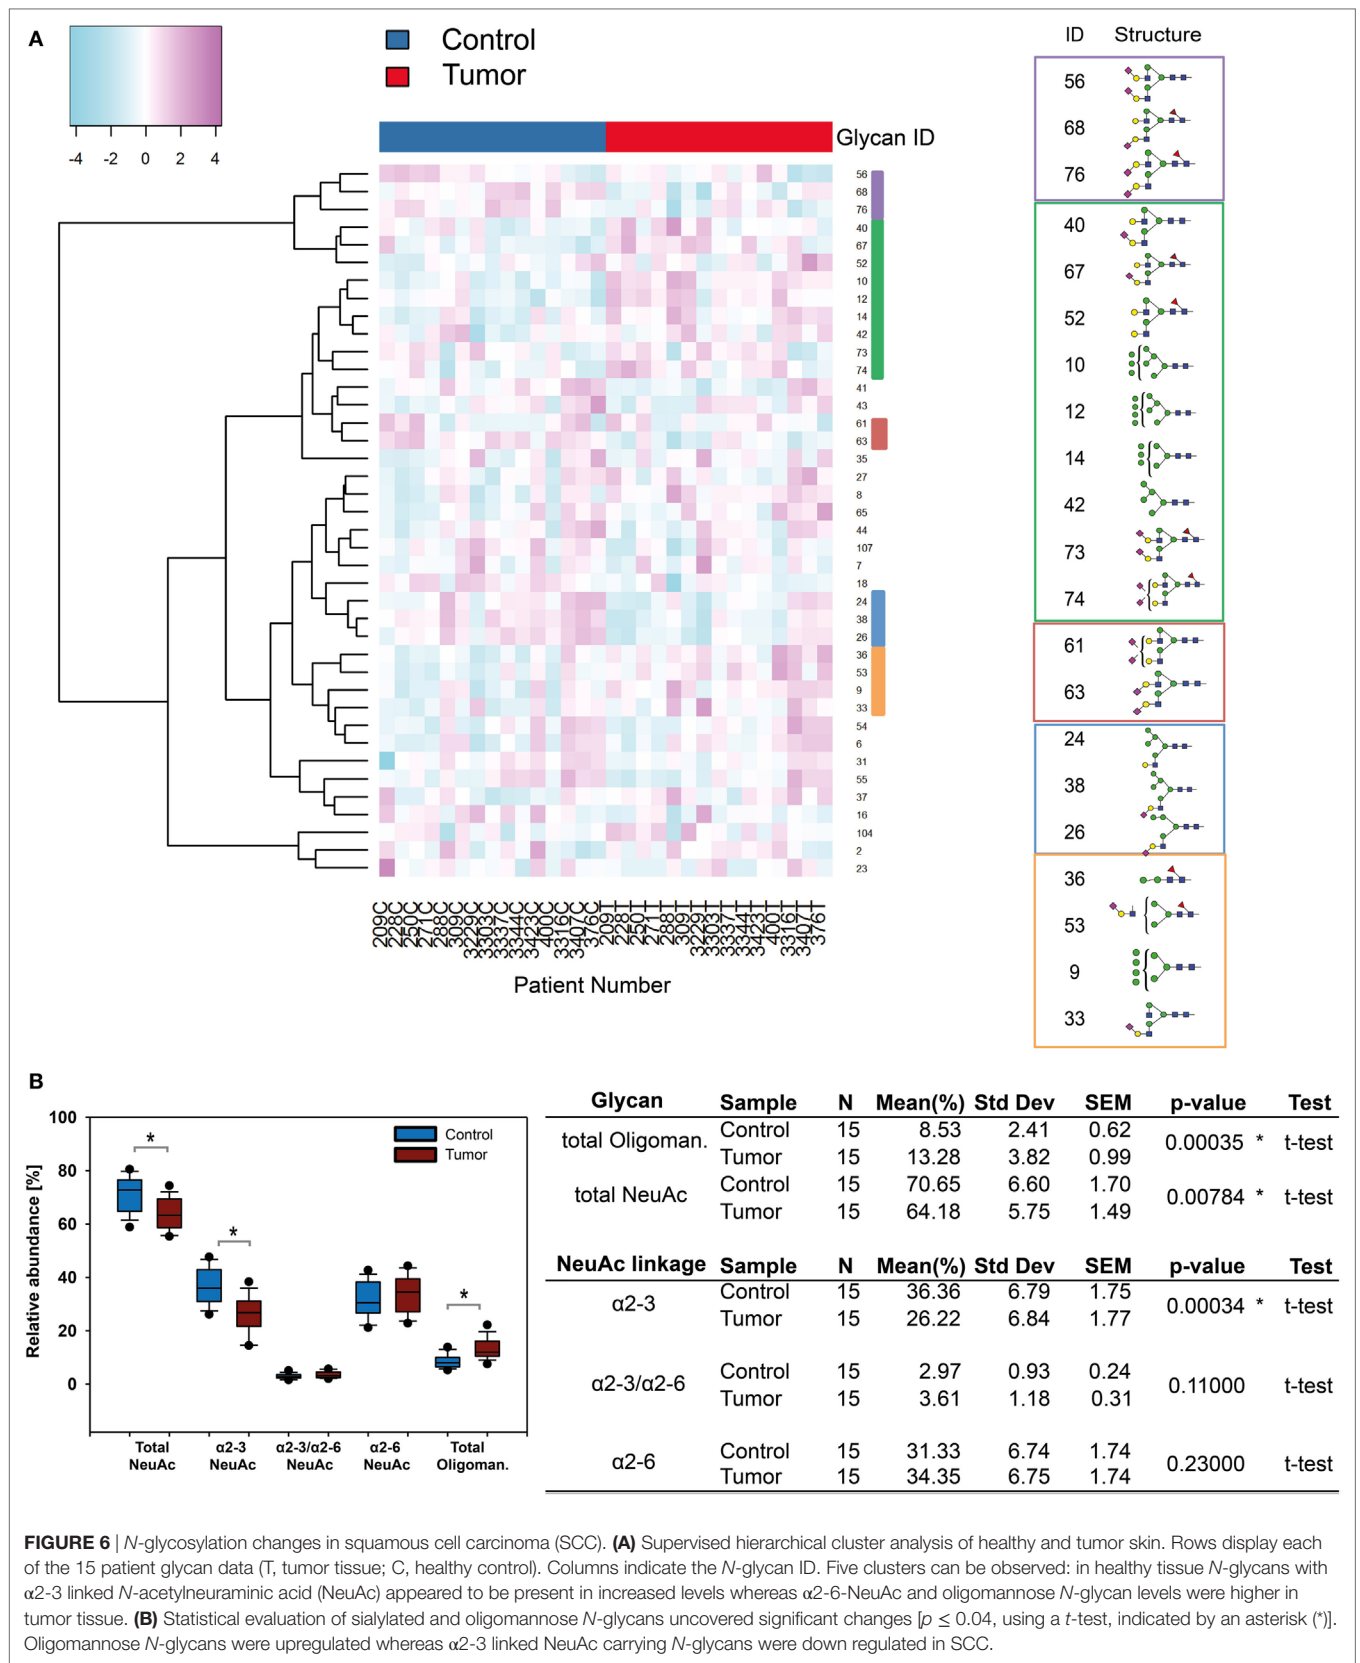 A
Control
Tumor
-4 -2 0 2 4
Glycan ID
56
68
76
40
67
52
10
12
14
42
73
74
41
43
61
63
35
27
8
65
44
107
7
18
24
38
26
36
53
9
33
54
6
31
55
37
16
104
2
23
209C 228C 250C 271C 288C 309C 3229C 3303C 3337C 3344C 3423C 400C 3316C 3407C 376C 209T 228T 250T 271T 288T 309T 3229T 3303T 3337T 3344T 3423T 400T 3316T 3407T 376T
Patient Number
ID Structure
56
68
76
40
67
52
10
12
14
42
73
74
61
63
24
38
26
36
53
9
33
B
Relative abundance [%]
100
80
60
40
20
0
Control
Tumor
*
*
*
Total NeuAc
α2-3 NeuAc
α2-3/α2-6 NeuAc
α2-6 NeuAc
Total Oligoman.
Glycan Sample N Mean(%) Std Dev SEM p-value Test
total Oligoman. Control 15 8.53 2.41 0.62 0.00035 * t-test
Tumor 15 13.28 3.82 0.99
total NeuAc Control 15 70.65 6.60 1.70 0.00784 * t-test
Tumor 15 64.18 5.75 1.49
NeuAc linkage Sample N Mean(%) Std Dev SEM p-value Test
α2-3 Control 15 36.36 6.79 1.75 0.00034 * t-test
Tumor 15 26.22 6.84 1.77
α2-3/α2-6 Control 15 2.97 0.93 0.24 0.11000 t-test
Tumor 15 3.61 1.18 0.31
α2-6 Control 15 31.33 6.74 1.74 0.23000 t-test
Tumor 15 34.35 6.75 1.74
FIGURE 6 | N-glycosylation changes in squamous cell carcinoma (SCC). (A) Supervised hierarchical cluster analysis of healthy and tumor skin. Rows display each
of the 15 patient glycan data (T, tumor tissue; C, healthy control). Columns indicate the N-glycan ID. Five clusters can be observed: in healthy tissue N-glycans with
α2-3 linked N-acetylneuraminic acid (NeuAc) appeared to be present in increased levels whereas α2-6-NeuAc and oligomannose N-glycan levels were higher in
tumor tissue. (B) Statistical evaluation of sialylated and oligomannose N-glycans uncovered significant changes [p ≤ 0.04, using a t-test, indicated by an asterisk (*)].
Oligomannose N-glycans were upregulated whereas α2-3 linked NeuAc carrying N-glycans were down regulated in SCC.